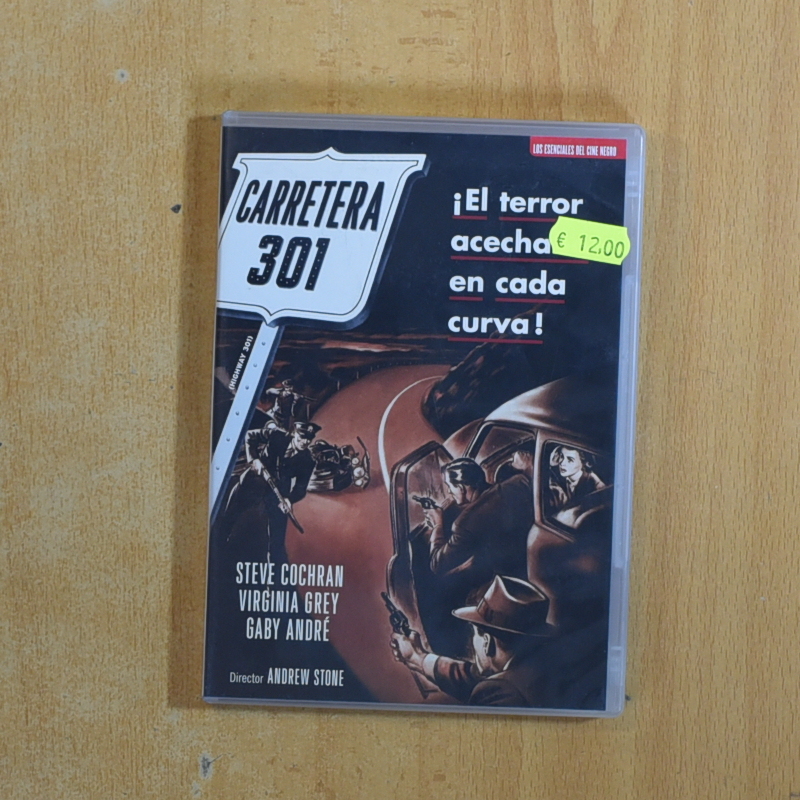 LOS ESENCIALES DEL CINE NEGRO
CARRETERA
301
(HIGHWAY 301)
¡El terror
acecha
en cada
curva!
€ 12.00
STEVE COCHRAN
VIRGINIA GREY
GABY ANDRÉ
Director ANDREW STONE